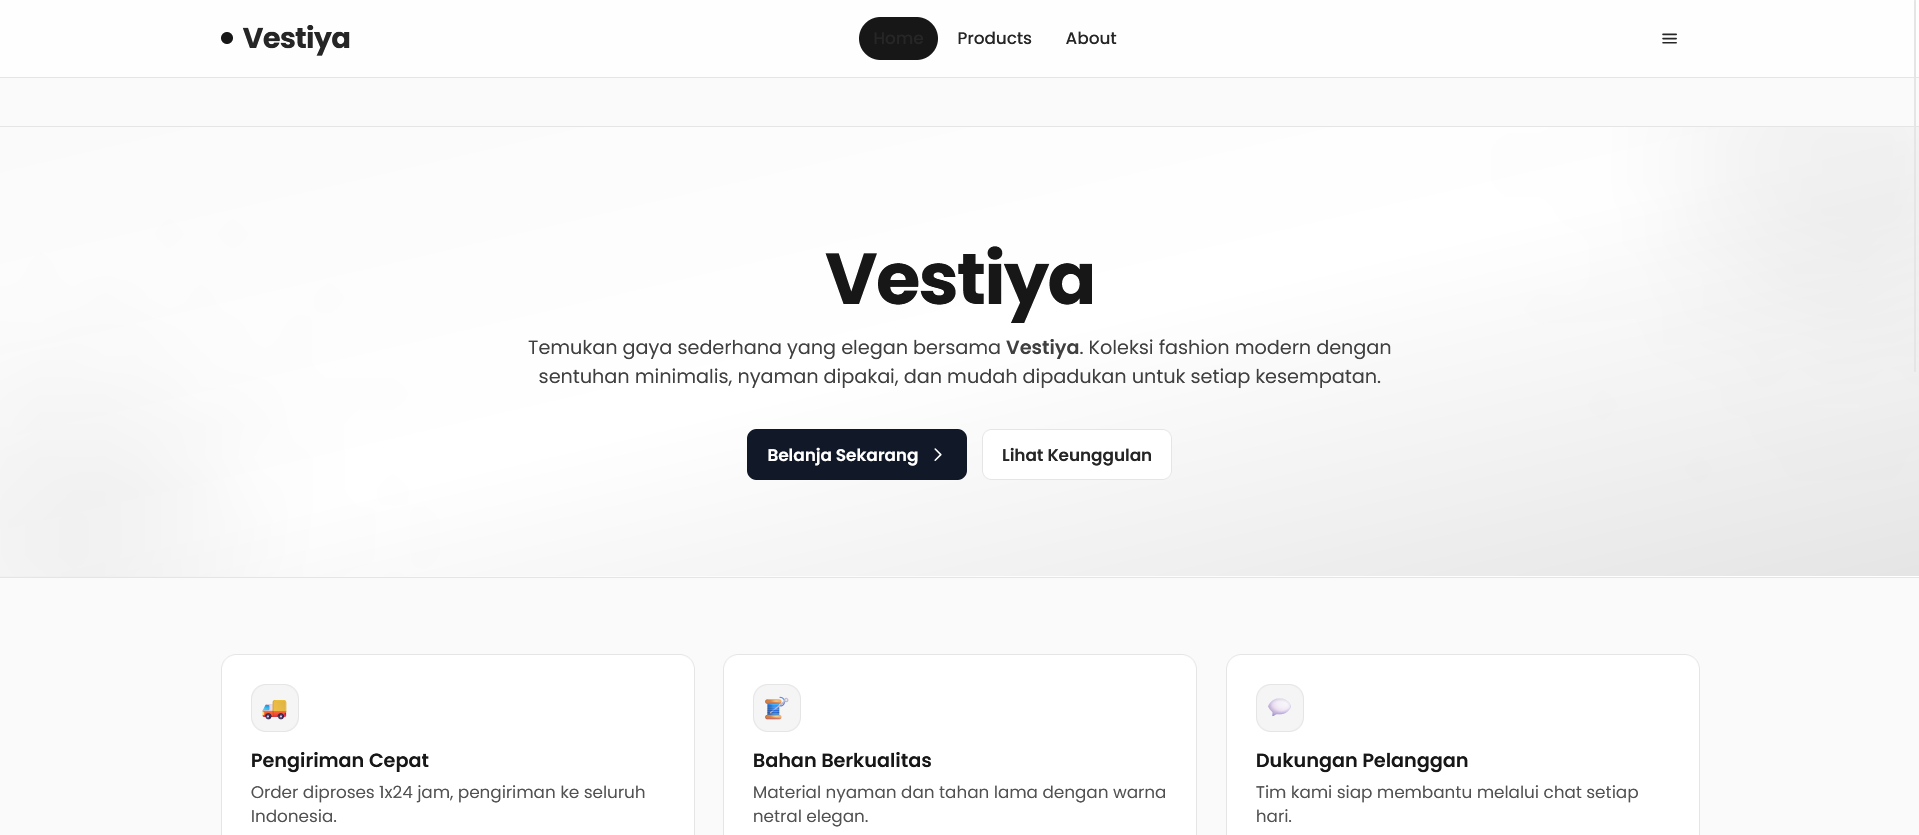 Vestiya
Home
Products
About
Vestiya
Temukan gaya sederhana yang elegan bersama Vestiya. Koleksi fashion modern dengan
sentuhan minimalis, nyaman dipakai, dan mudah dipadukan untuk setiap kesempatan.
Belanja Sekarang
Lihat Keunggulan
Pengiriman Cepat
Order diproses 1x24 jam, pengiriman ke seluruh
Indonesia.
Bahan Berkualitas
Material nyaman dan tahan lama dengan warna
netral elegan.
Dukungan Pelanggan
Tim kami siap membantu melalui chat setiap
hari.